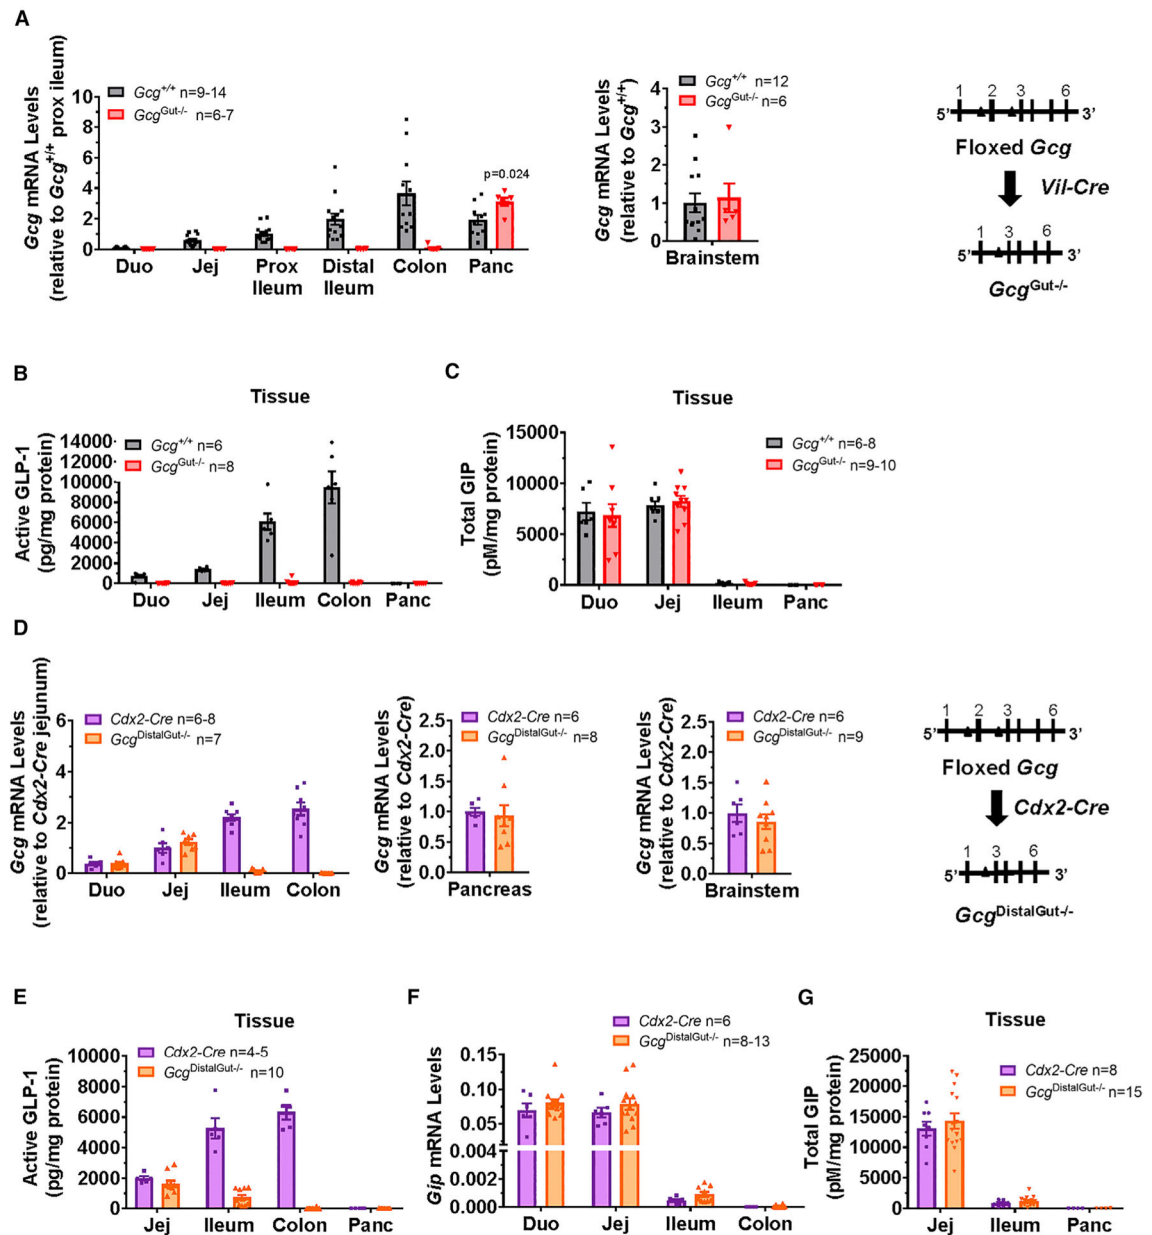 A
Gcg mRNA Levels
(relative to Gcg+/+ prox ileum)
10
8
6
4
2
0
Gcg+/+ n=9-14
GcgGut-/- n=6-7
p=0.024
Duo
Jej
Prox
Ileum
Distal
Ileum
Colon
Panc
Gcg mRNA Levels
(relative to Gcg+/+)
4
3
2
1
0
Gcg+/+ n=12
GcgGut-/- n=6
Brainstem
1 2 3 6
5’ 3’
Floxed Gcg
Vil-Cre
1 3 6
5’ 3’
GcgGut-/-
B
Tissue
Active GLP-1
(pg/mg protein)
14000
12000
10000
8000
6000
4000
2000
0
Gcg+/+ n=6
GcgGut-/- n=8
Duo Jej Ileum Colon Panc
C
Tissue
Total GIP
(pM/mg protein)
15000
10000
5000
0
Gcg+/+ n=6-8
GcgGut-/- n=9-10
Duo Jej Ileum Panc
D
Gcg mRNA Levels
(relative to Cdx2-Cre jejunum)
6
4
2
0
Cdx2-Cre n=6-8
GcgDistalGut-/- n=7
Duo Jej Ileum Colon
Gcg mRNA Levels
(relative to Cdx2-Cre)
2.5
2.0
1.5
1.0
0.5
0.0
Cdx2-Cre n=6
GcgDistalGut-/- n=8
Pancreas
Gcg mRNA Levels
(relative to Cdx2-Cre)
2.5
2.0
1.5
1.0
0.5
0.0
Cdx2-Cre n=6
GcgDistalGut-/- n=9
Brainstem
1 2 3 6
5’ 3’
Floxed Gcg
Cdx2-Cre
1 3 6
5’ 3’
GcgDistalGut-/-
E
Tissue
Active GLP-1
(pg/mg protein)
10000
8000
6000
4000
2000
0
Cdx2-Cre n=4-5
GcgDistalGut-/- n=10
Jej Ileum Colon Panc
F
Gip mRNA Levels
0.15
0.10
0.05
0.004
0.002
0.000
Cdx2-Cre n=6
GcgDistalGut-/- n=8-13
Duo Jej Ileum Colon
G
Tissue
Total GIP
(pM/mg protein)
25000
20000
15000
10000
5000
0
Cdx2-Cre n=8
GcgDistalGut-/- n=15
Jej Ileum Panc